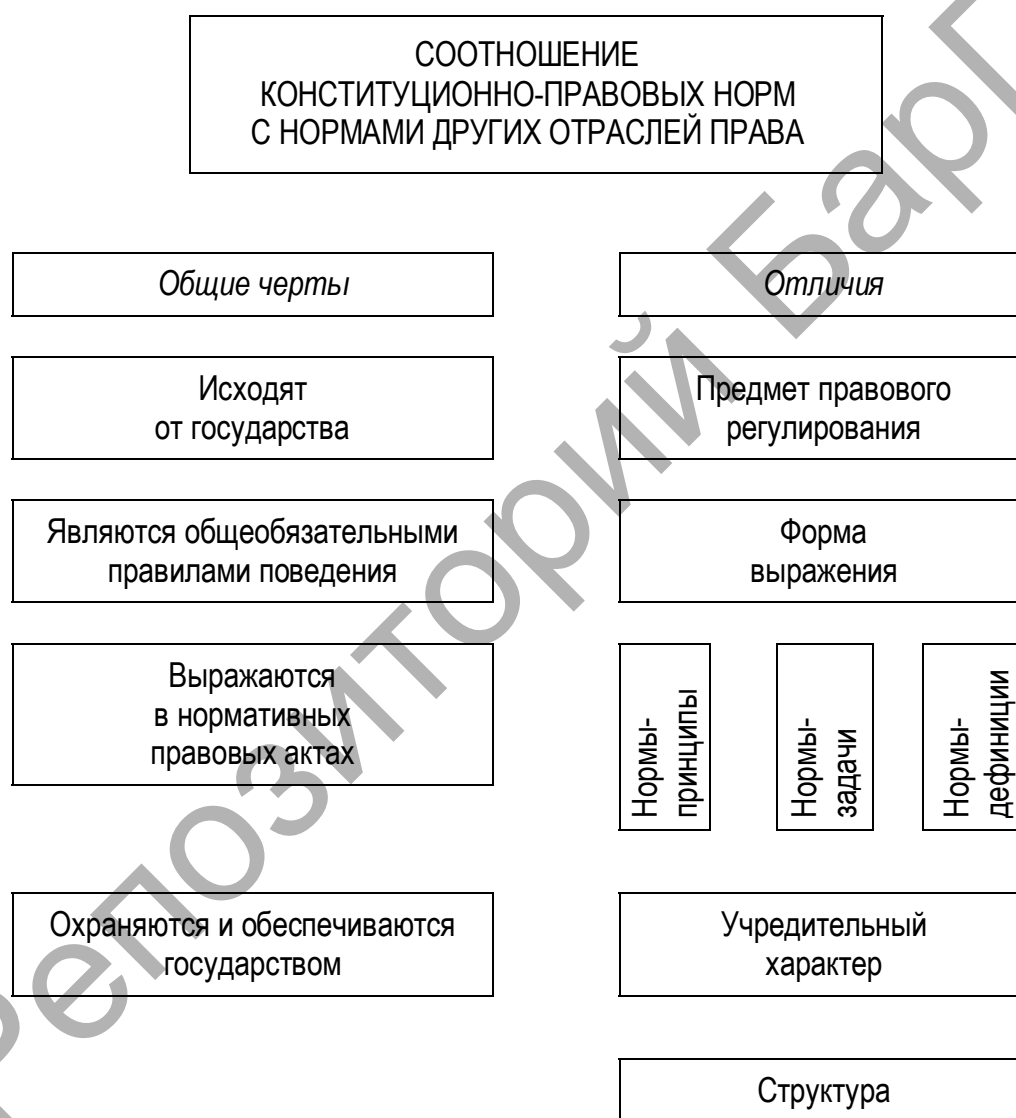 СООТНОШЕНИЕ
КОНСТИТУЦИОННО-ПРАВОВЫХ НОРМ
С НОРМАМИ ДРУГИХ ОТРАСЛЕЙ ПРАВА
Общие черты
Отличия
Исходят
от государства
Предмет правового
регулирования
Являются общеобязательными
правилами поведения
Форма
выражения
Выражаются
в нормативных
правовых актах
Нормы-
принципы
Нормы-
задачи
Нормы-
дефиниции
Охраняются и обеспечиваются
государством
Учредительный
характер
Структура
Репозиторий БарГ